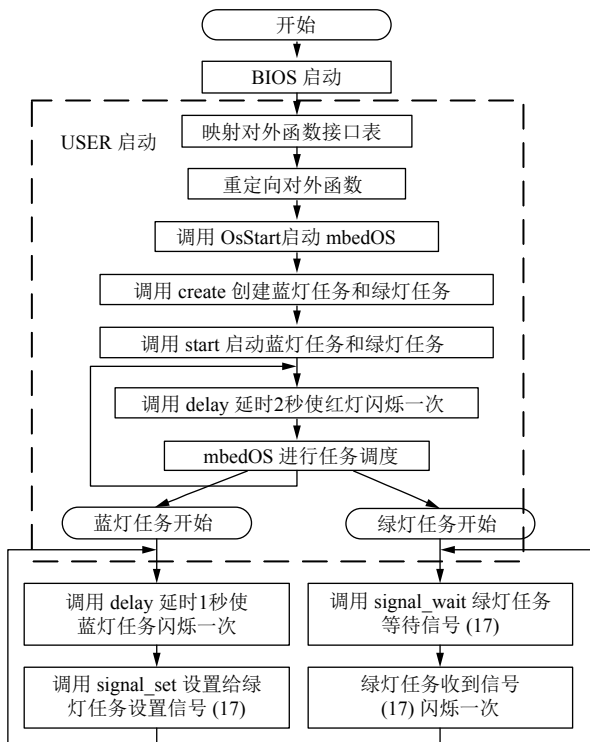 开始
BIOS 启动
USER 启动
映射对外函数接口表
重定向对外函数
调用 OsStart启动 mbedOS
调用 create 创建蓝灯任务和绿灯任务
调用 start 启动蓝灯任务和绿灯任务
调用 delay 延时2秒使红灯闪烁一次
mbedOS 进行任务调度
蓝灯任务开始
绿灯任务开始
调用 delay 延时1秒使
蓝灯任务闪烁一次
调用 signal_wait 绿灯任务
等待信号 (17)
调用 signal_set 设置给绿
灯任务设置信号 (17)
绿灯任务收到信号
(17) 闪烁一次